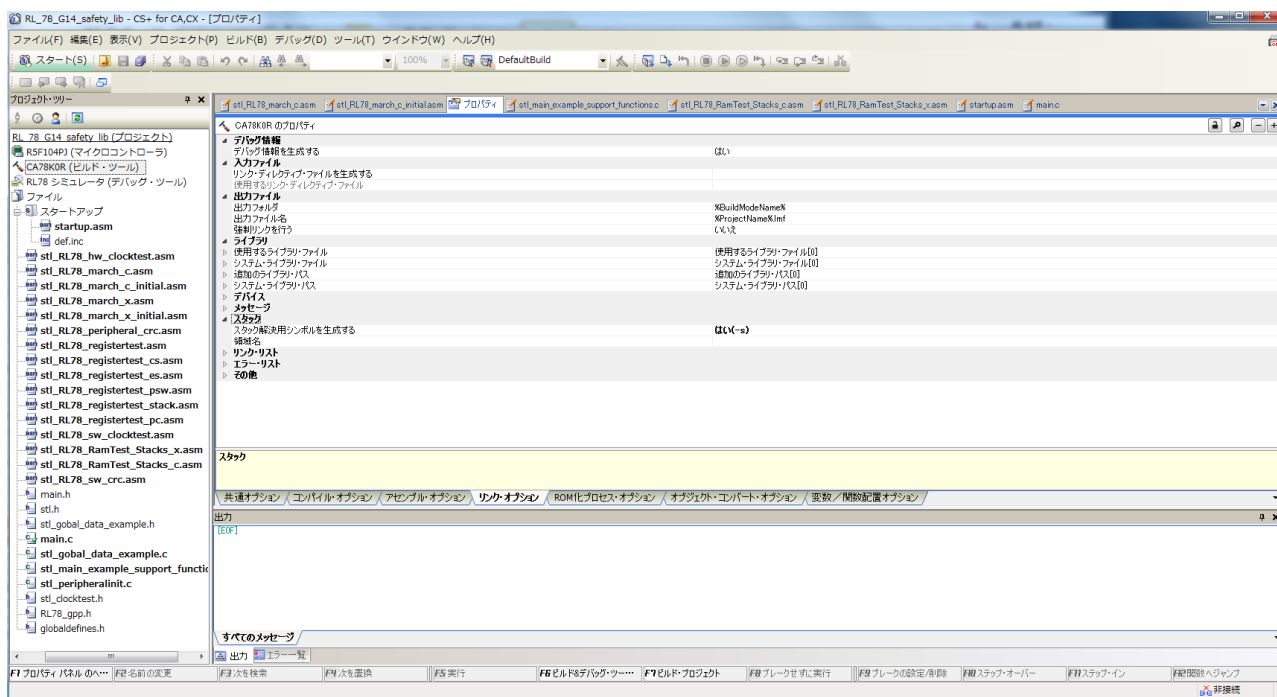 RL_78_G14_safety_lib - CS+ for CA,CX - [プロパティ]
ファイル(F) 編集(E) 表示(V) プロジェクト(P) ビルド(B) デバッグ(D) ツール(T) ウインドウ(W) ヘルプ(H)
スタート(S) 100% DefaultBuild
プロジェクト・ツリー
stl_RL78_march_c.asm stl_RL78_march_c_initial.asm プロパティ stl_main_example_support_functions.c stl_RL78_RamTest_Stacks_c.asm stl_RL78_RamTest_Stacks_x.asm startup.asm main.c
RL_78_G14_safety_lib (プロジェクト)
R5F104PJ (マイクロコントローラ)
CA78K0R (ビルド・ツール)
RL78 シミュレータ (デバッグ・ツール)
ファイル
スタートアップ
startup.asm
def.inc
stl_RL78_hw_clocktest.asm
stl_RL78_march_c.asm
stl_RL78_march_c_initial.asm
stl_RL78_march_x.asm
stl_RL78_march_x_initial.asm
stl_RL78_peripheral_crc.asm
stl_RL78_registertest.asm
stl_RL78_registertest_cs.asm
stl_RL78_registertest_es.asm
stl_RL78_registertest_psw.asm
stl_RL78_registertest_stack.asm
stl_RL78_registertest_pc.asm
stl_RL78_sw_clocktest.asm
stl_RL78_RamTest_Stacks_x.asm
stl_RL78_RamTest_Stacks_c.asm
stl_RL78_sw_crc.asm
main.h
stl.h
stl_gobal_data_example.h
main.c
stl_gobal_data_example.c
stl_main_example_support_functic
stl_peripheralinit.c
stl_clocktest.h
RL78_gpp.h
globaldefines.h
CA78K0R のプロパティ
デバッグ情報
デバッグ情報を生成する はい
入力ファイル
リンク・ディレクティブ・ファイルを生成する
使用するリンク・ディレクティブ・ファイル
出力ファイル
出力フォルダ %BuildModeName%
出力ファイル名 %ProjectName%.lmf
強制リンクを行う いいえ
ライブラリ
使用するライブラリ・ファイル 使用するライブラリ・ファイル[0]
システム・ライブラリ・ファイル システム・ライブラリ・ファイル[0]
追加のライブラリ・パス 追加のライブラリ・パス[0]
システム・ライブラリ・パス システム・ライブラリ・パス[0]
デバイス
メッセージ
スタック
スタック解決用シンボルを生成する はい(-s)
領域名
リンク・リスト
エラー・リスト
その他
スタック
共通オプション コンパイル・オプション アセンブル・オプション リンク・オプション ROM化プロセス・オプション オブジェクト・コンバート・オプション 変数／関数配置オプション
出力
[EOF]
すべてのメッセージ
出力 エラー一覧
F1 プロパティ パネル のヘ… F2 名前の変更 F3 次を検索 F4 次を置換 F5 実行 F6 ビルド&デバッグ・ツー… F7 ビルド・プロジェクト F8 ブレークせずに実行 F9 ブレークの設定/削除 F10 ステップ・オーバー F11 ステップ・イン F12 関数へジャンプ
非接続